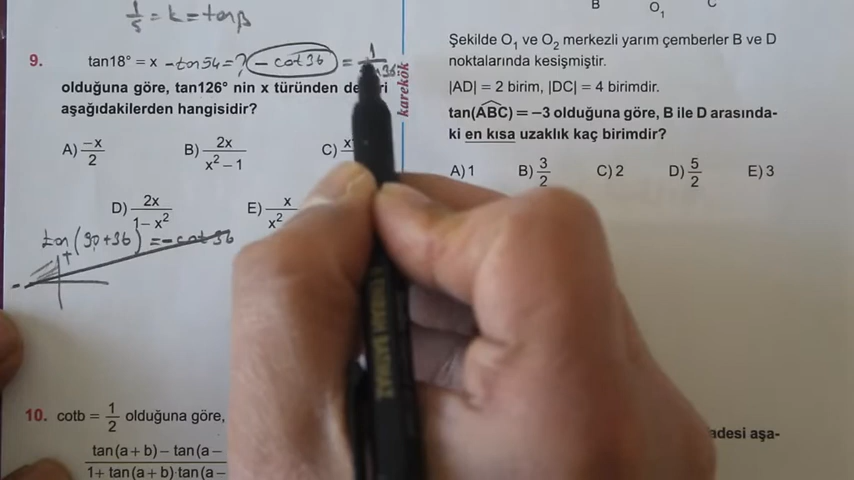 1/5 = k = tanβ
9. tan18° = x - tan54 = ? - cot36 = 1
olduğuna göre, tan126° nin x türünden
aşağıdakilerden hangisidir?
A) -x/2 B) 2x/x²-1 C)
D) 2x/1-x² E) x/x²
tan(90+36) = -cot36
+
-
10. cotb = 1/2 olduğuna göre,
tan(a+b) – tan(a –
1+ tan(a+b)·tan(a –
karekök
B O₁ C
Şekilde O₁ ve O₂ merkezli yarım çemberler B ve D
noktalarında kesişmiştir.
|AD| = 2 birim, |DC| = 4 birimdir.
tan(ABC) = –3 olduğuna göre, B ile D arasında-
ki en kısa uzaklık kaç birimdir?
A) 1 B) 3/2 C) 2 D) 5/2 E) 3
adesi aşa-